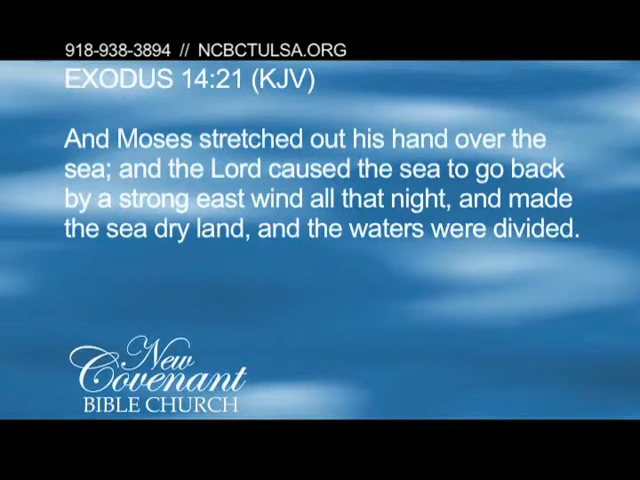 918-938-3894 // NCBCTULSA.ORG
EXODUS 14:21 (KJV)
And Moses stretched out his hand over the
sea; and the Lord caused the sea to go back
by a strong east wind all that night, and made
the sea dry land, and the waters were divided.
New
Covenant
BIBLE CHURCH